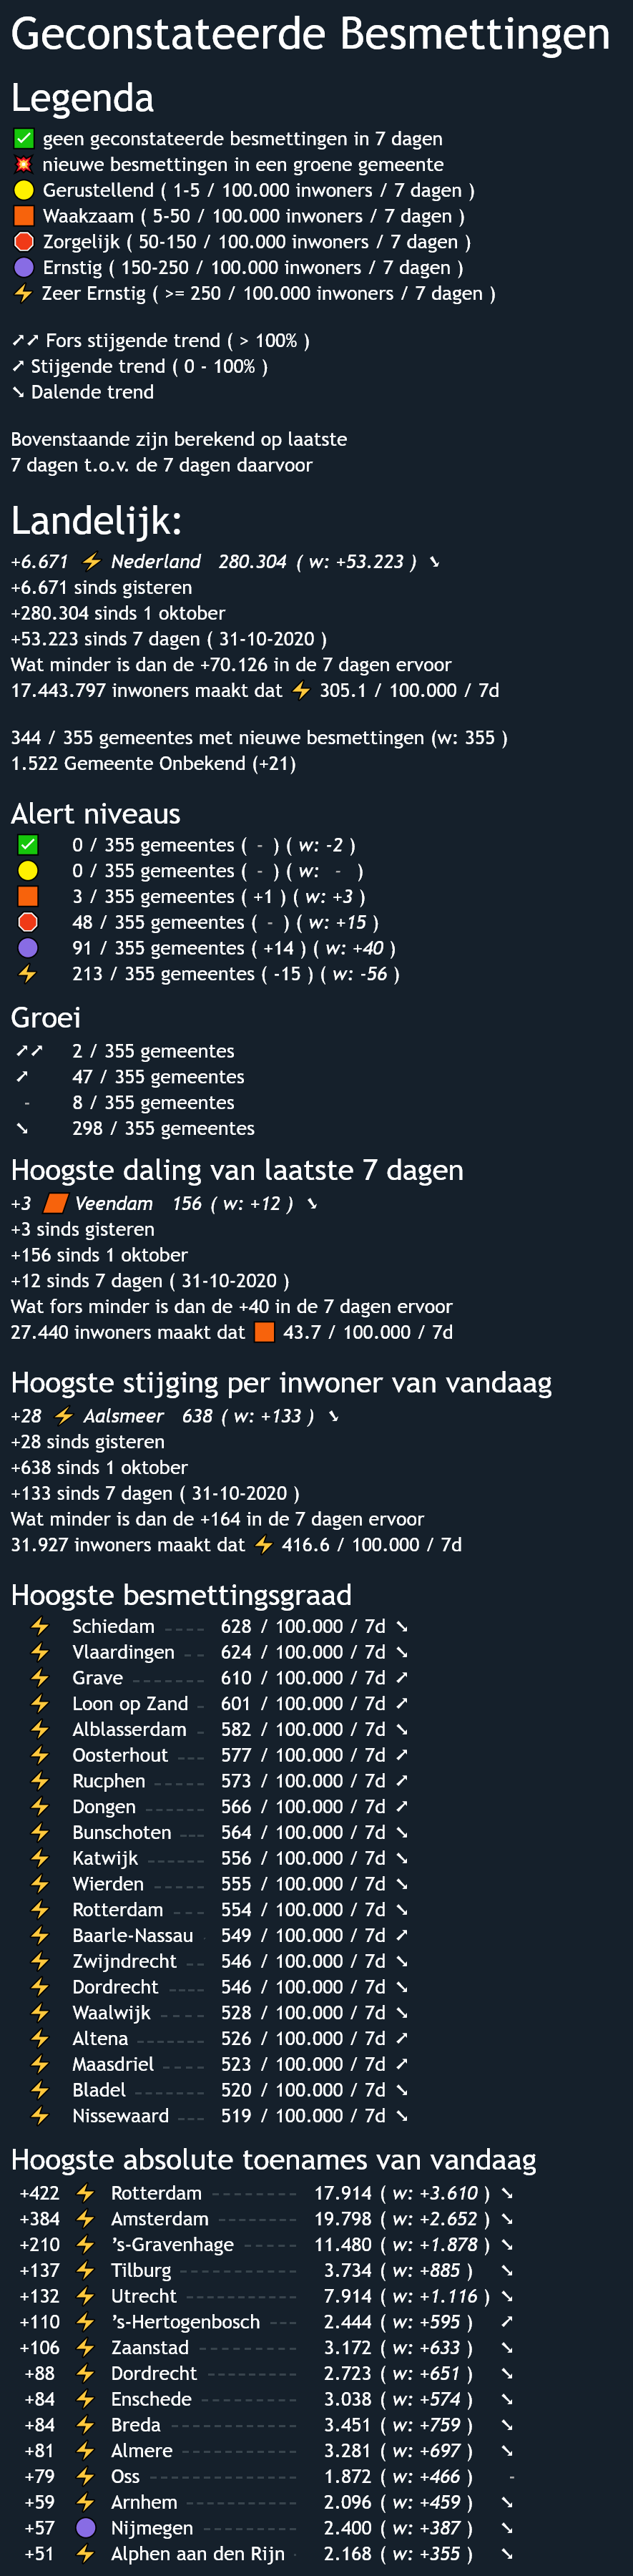 Geconstateerde Besmettingen
Legenda
geen geconstateerde besmettingen in 7 dagen
nieuwe besmettingen in een groene gemeente
Gerustellend ( 1-5 / 100.000 inwoners / 7 dagen )
Waakzaam ( 5-50 / 100.000 inwoners / 7 dagen )
Zorgelijk ( 50-150 / 100.000 inwoners / 7 dagen )
Ernstig ( 150-250 / 100.000 inwoners / 7 dagen )
Zeer Ernstig ( >= 250 / 100.000 inwoners / 7 dagen )
➚➚ Fors stijgende trend ( > 100% )
➚ Stijgende trend ( 0 - 100% )
➘ Dalende trend
Bovenstaande zijn berekend op laatste
7 dagen t.o.v. de 7 dagen daarvoor
Landelijk:
+6.671 ⚡ Nederland 280.304 ( w: +53.223 ) ➘
+6.671 sinds gisteren
+280.304 sinds 1 oktober
+53.223 sinds 7 dagen ( 31-10-2020 )
Wat minder is dan de +70.126 in de 7 dagen ervoor
17.443.797 inwoners maakt dat ⚡ 305.1 / 100.000 / 7d
344 / 355 gemeentes met nieuwe besmettingen (w: 355 )
1.522 Gemeente Onbekend (+21)
Alert niveaus
0 / 355 gemeentes ( - ) ( w: -2 )
0 / 355 gemeentes ( - ) ( w: - )
3 / 355 gemeentes ( +1 ) ( w: +3 )
48 / 355 gemeentes ( - ) ( w: +15 )
91 / 355 gemeentes ( +14 ) ( w: +40 )
213 / 355 gemeentes ( -15 ) ( w: -56 )
Groei
➚➚ 2 / 355 gemeentes
➚ 47 / 355 gemeentes
- 8 / 355 gemeentes
➘ 298 / 355 gemeentes
Hoogste daling van laatste 7 dagen
+3 Veendam 156 ( w: +12 ) ➘
+3 sinds gisteren
+156 sinds 1 oktober
+12 sinds 7 dagen ( 31-10-2020 )
Wat fors minder is dan de +40 in de 7 dagen ervoor
27.440 inwoners maakt dat 43.7 / 100.000 / 7d
Hoogste stijging per inwoner van vandaag
+28 ⚡ Aalsmeer 638 ( w: +133 ) ➘
+28 sinds gisteren
+638 sinds 1 oktober
+133 sinds 7 dagen ( 31-10-2020 )
Wat minder is dan de +164 in de 7 dagen ervoor
31.927 inwoners maakt dat ⚡ 416.6 / 100.000 / 7d
Hoogste besmettingsgraad
⚡ Schiedam ---- 628 / 100.000 / 7d ➘
⚡ Vlaardingen -- 624 / 100.000 / 7d ➘
⚡ Grave ------- 610 / 100.000 / 7d ➚
⚡ Loon op Zand - 601 / 100.000 / 7d ➚
⚡ Alblasserdam - 582 / 100.000 / 7d ➘
⚡ Oosterhout --- 577 / 100.000 / 7d ➚
⚡ Rucphen ----- 573 / 100.000 / 7d ➚
⚡ Dongen ------ 566 / 100.000 / 7d ➚
⚡ Bunschoten --- 564 / 100.000 / 7d ➘
⚡ Katwijk ------ 556 / 100.000 / 7d ➘
⚡ Wierden ----- 555 / 100.000 / 7d ➘
⚡ Rotterdam --- 554 / 100.000 / 7d ➘
⚡ Baarle-Nassau 549 / 100.000 / 7d ➚
⚡ Zwijndrecht -- 546 / 100.000 / 7d ➘
⚡ Dordrecht ---- 546 / 100.000 / 7d ➘
⚡ Waalwijk ---- 528 / 100.000 / 7d ➘
⚡ Altena ------- 526 / 100.000 / 7d ➚
⚡ Maasdriel ---- 523 / 100.000 / 7d ➚
⚡ Bladel ------- 520 / 100.000 / 7d ➘
⚡ Nissewaard --- 519 / 100.000 / 7d ➘
Hoogste absolute toenames van vandaag
+422 ⚡ Rotterdam -------- 17.914 ( w: +3.610 ) ➘
+384 ⚡ Amsterdam -------- 19.798 ( w: +2.652 ) ➘
+210 ⚡ 's-Gravenhage ----- 11.480 ( w: +1.878 ) ➘
+137 ⚡ Tilburg ----------- 3.734 ( w: +885 ) ➘
+132 ⚡ Utrecht ----------- 7.914 ( w: +1.116 ) ➘
+110 ⚡ 's-Hertogenbosch --- 2.444 ( w: +595 ) ➚
+106 ⚡ Zaanstad ---------- 3.172 ( w: +633 ) ➘
+88 ⚡ Dordrecht --------- 2.723 ( w: +651 ) ➘
+84 ⚡ Enschede ---------- 3.038 ( w: +574 ) ➘
+84 ⚡ Breda ------------ 3.451 ( w: +759 ) ➘
+81 ⚡ Almere ----------- 3.281 ( w: +697 ) ➘
+79 ⚡ Oss -------------- 1.872 ( w: +466 ) -
+59 ⚡ Arnhem ----------- 2.096 ( w: +459 ) ➘
+57 Nijmegen --------- 2.400 ( w: +387 ) ➘
+51 ⚡ Alphen aan den Rijn - 2.168 ( w: +355 ) ➘